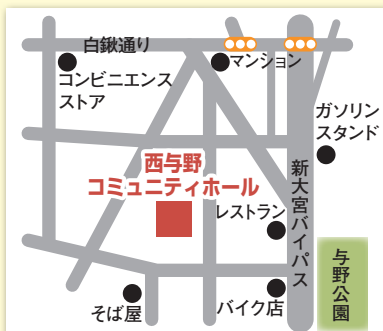 白鍬通り
コンビニエンス
ストア
マンション
ガソリン
スタンド
西与野
コミュニティホール
新大宮バイパス
レストラン
与野公園
そば屋
バイク店